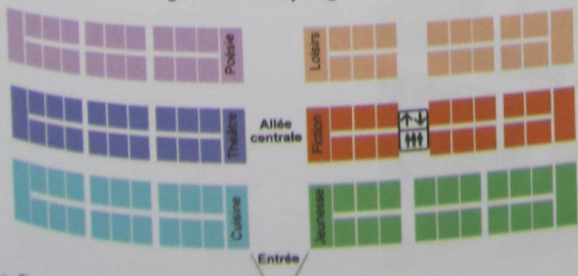 Poésie
Loisirs
Théâtre
Allée
centrale
Fiction
Cuisine
Jeunesse
Entrée